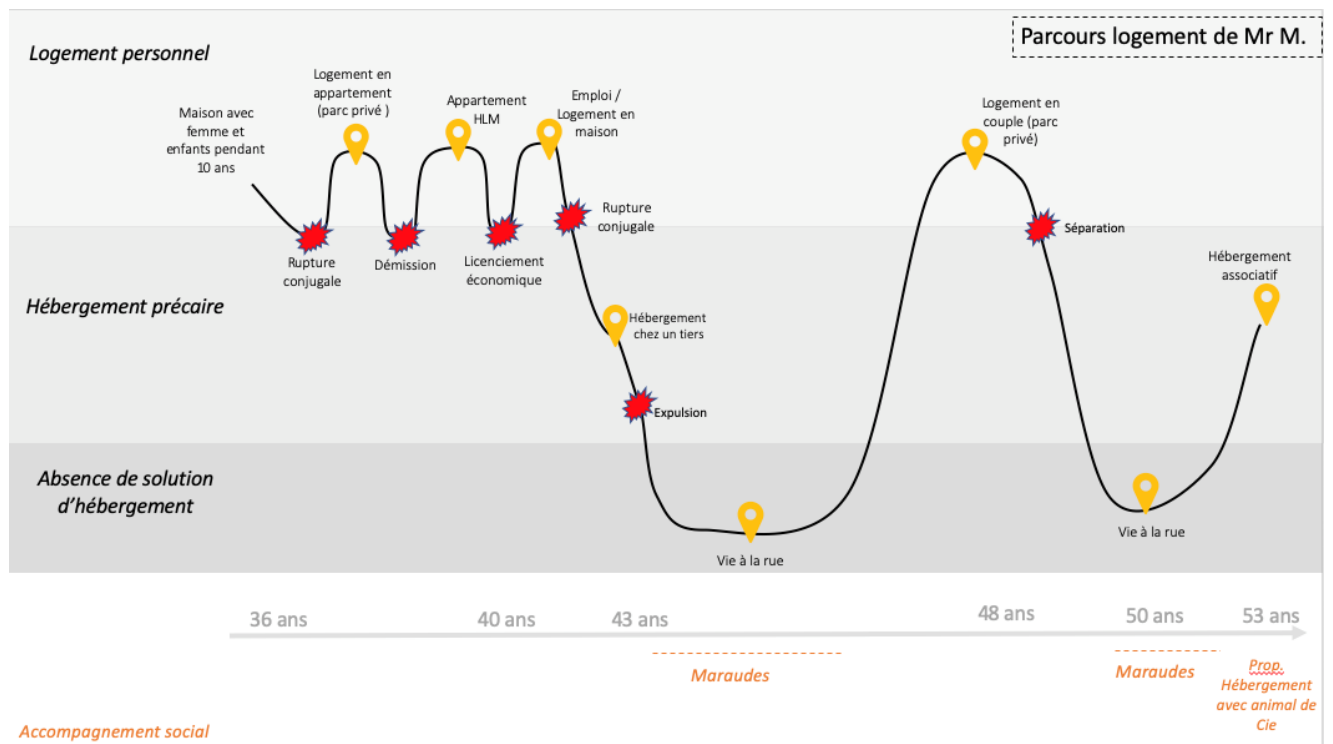 Parcours logement de Mr M.
Logement personnel
Maison avec
femme et
enfants pendant
10 ans
Logement en
appartement
(parc privé )
Appartement
HLM
Emploi /
Logement en
maison
Logement en
couple (parc
privé)
Rupture
conjugale
Démission
Licenciement
économique
Rupture
conjugale
Séparation
Hébergement
associatif
Hébergement précaire
Hébergement
chez un tiers
Expulsion
Absence de solution
d’hébergement
Vie à la rue
Vie à la rue
36 ans
40 ans
43 ans
48 ans
50 ans
53 ans
Maraudes
Maraudes
Prop.
Hébergement
avec animal de
Cie
Accompagnement social